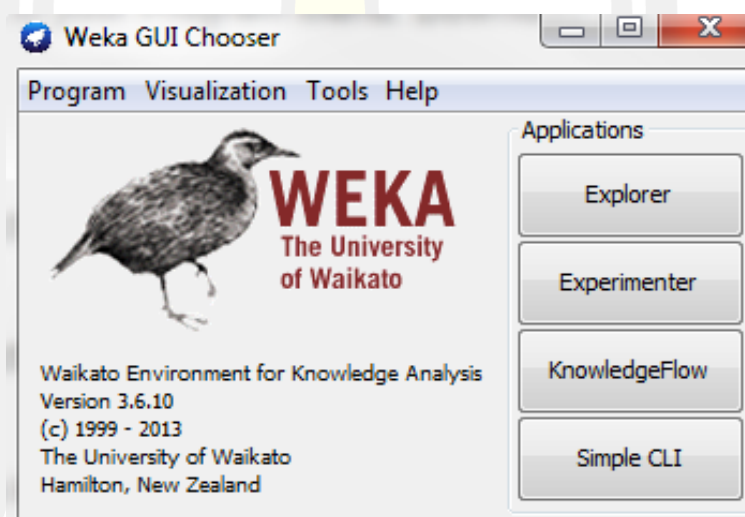 Weka GUI Chooser
Program Visualization Tools Help
WEKA
The University
of Waikato
Waikato Environment for Knowledge Analysis
Version 3.6.10
(c) 1999 - 2013
The University of Waikato
Hamilton, New Zealand
Applications
Explorer
Experimenter
KnowledgeFlow
Simple CLI